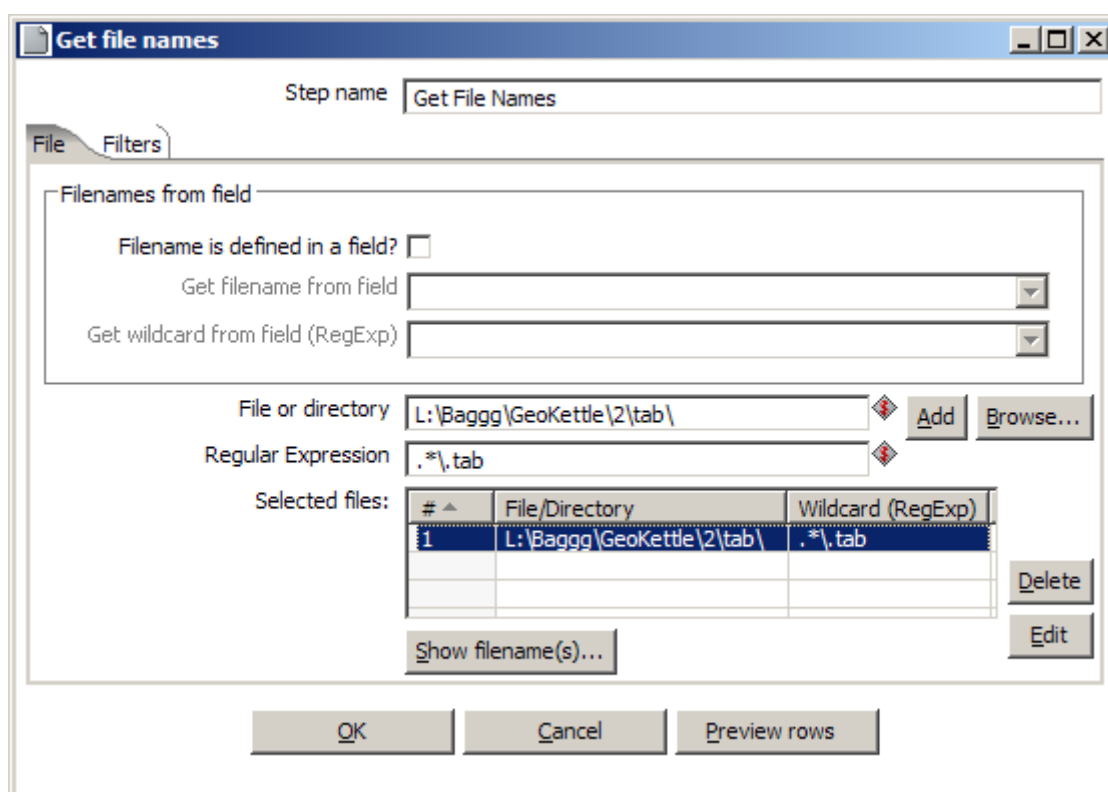 Get file names
Step name Get File Names
File Filters
Filenames from field
Filename is defined in a field?
Get filename from field
Get wildcard from field (RegExp)
File or directory L:\Baggg\GeoKettle\2\tab\ Add Browse...
Regular Expression .*\.tab
Selected files: # File/Directory Wildcard (RegExp)
1 L:\Baggg\GeoKettle\2\tab\ .*\.tab
Delete
Edit
Show filename(s)...
OK Cancel Preview rows